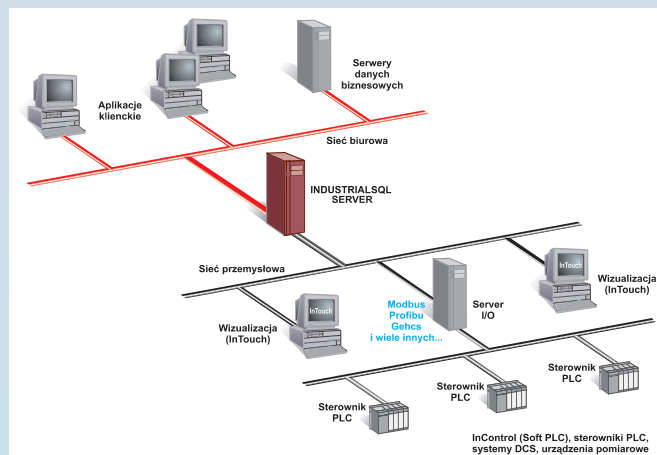 Serwery
danych
biznesowych
Aplikacje
klienckie
Sieć biurowa
INDUSTRIALSQL
SERVER
Sieć przemysłowa
InTouch
Wizualizacja
(InTouch)
Modbus
Profibu
Gehcs
i wiele innych...
Server
I/O
InTouch
Wizualizacja
(InTouch)
Sterownik
PLC
Sterownik
PLC
Sterownik
PLC
InControl (Soft PLC), sterowniki PLC,
systemy DCS, urządzenia pomiarowe